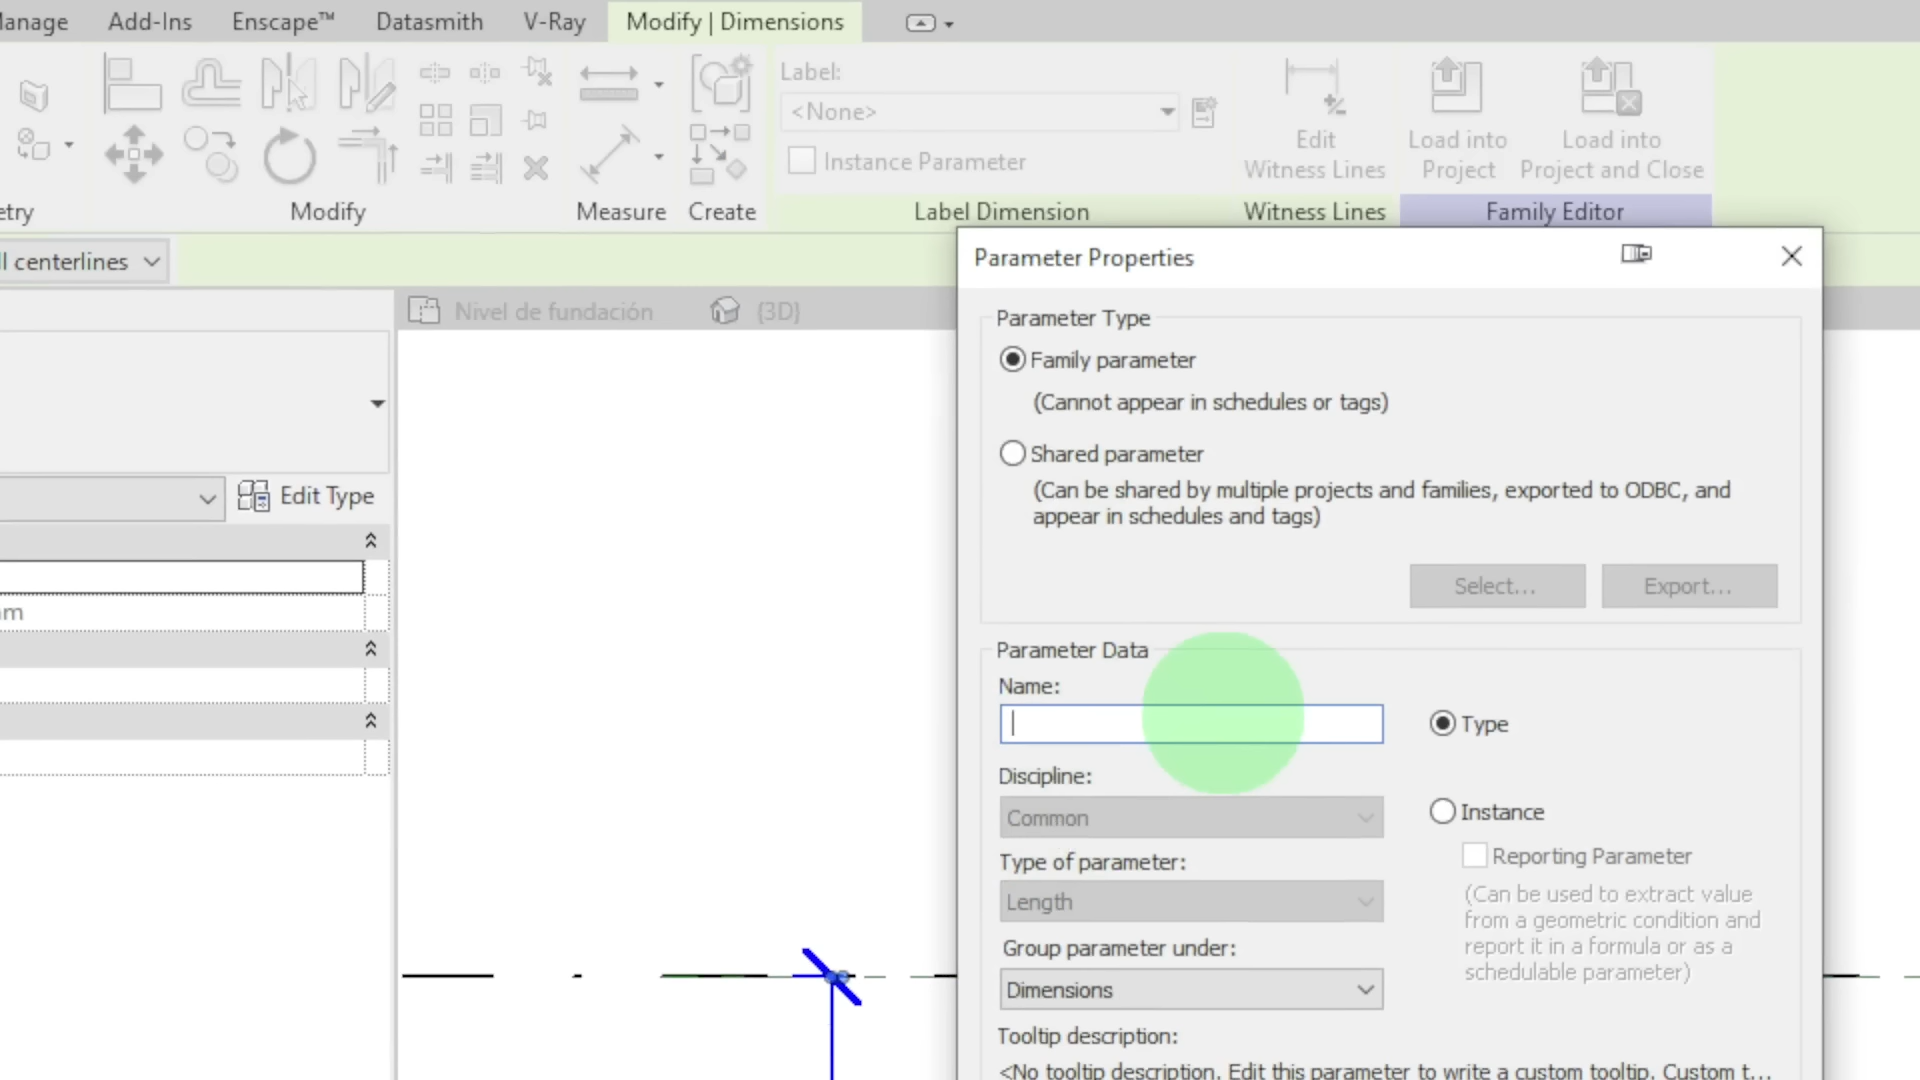 Manage Add-Ins Enscape™ Datasmith V-Ray Modify | Dimensions
Label:
<None>
Instance Parameter
Edit
Witness Lines
Load into
Project
Load into
Project and Close
etry Modify Measure Create Label Dimension Witness Lines Family Editor
ll centerlines
Parameter Properties
Nivel de fundación {3D}
Parameter Type
Family parameter
(Cannot appear in schedules or tags)
Shared parameter
(Can be shared by multiple projects and families, exported to ODBC, and
appear in schedules and tags)
Edit Type
Select...
Export...
Parameter Data
Name:
Type
Discipline:
Common
Instance
Type of parameter:
Reporting Parameter
Length
(Can be used to extract value
from a geometric condition and
report it in a formula or as a
schedulable parameter)
Group parameter under:
Dimensions
Tooltip description:
<No tooltip description. Edit this parameter to write a custom tooltip. Custom t...